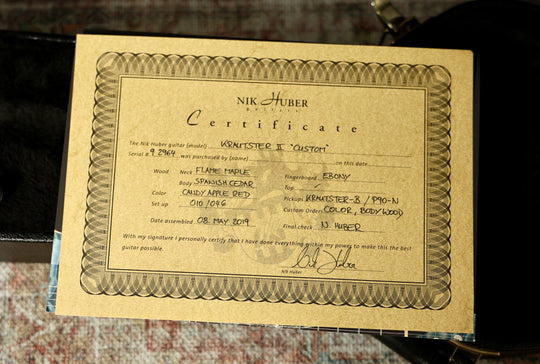 NIK HUBER
Guitars
Certificate
The Nik Huber guitar (model) KRAUTSTER II "CUSTOM"
Serial # 9 2964 was purchased by (name) on this date
Wood Neck FLAME MAPLE Fingerboard EBONY
Body SPANISH CEDAR Top -
Color CANDY APPLE RED Pickups KRAUTSTER-B / P90-N
Set up 010/046 Custom Orders COLOR, BODY WOOD
Date assembled 08. MAY 2019 Final check N. HUBER
With my signature I personally certify that I have done everything within my power to make this the best
guitar possible.
Nik Huber